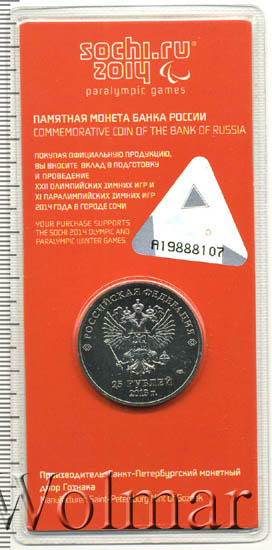 sochi.ru
2014
paralympic games
ПАМЯТНАЯ МОНЕТА БАНКА РОССИИ
COMMEMORATIVE COIN OF THE BANK OF RUSSIA
ПОКУПАЯ ОФИЦИАЛЬНУЮ ПРОДУКЦИЮ,
ВЫ ВНОСИТЕ ВКЛАД В ПОДГОТОВКУ
И ПРОВЕДЕНИЕ
XXII ОЛИМПИЙСКИХ ЗИМНИХ ИГР И
XI ПАРАЛИМПИЙСКИХ ЗИМНИХ ИГР
2014 ГОДА В ГОРОДЕ СОЧИ
YOUR PURCHASE SUPPORTS
THE SOCHI 2014 OLYMPIC AND
PARALYMPIC WINTER GAMES
A19888107
РОССИЙСКАЯ ФЕДЕРАЦИЯ
25 РУБЛЕЙ
2013 г.
Производитель: Санкт-Петербургский монетный
двор Гознака
Manufacturer: Saint-Petersburg Mint of Goznak
Wolmar